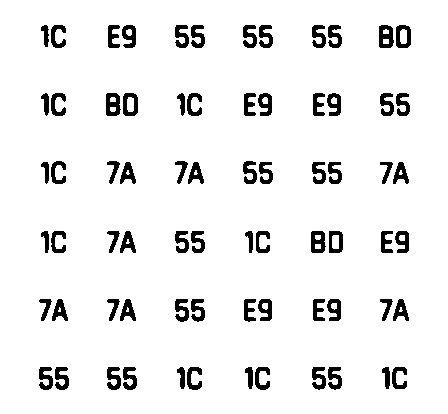 1C E9 55 55 55 BD
1C BD 1C E9 E9 55
1C 7A 7A 55 55 7A
1C 7A 55 1C BD E9
7A 7A 55 E9 E9 7A
55 55 1C 1C 55 1C